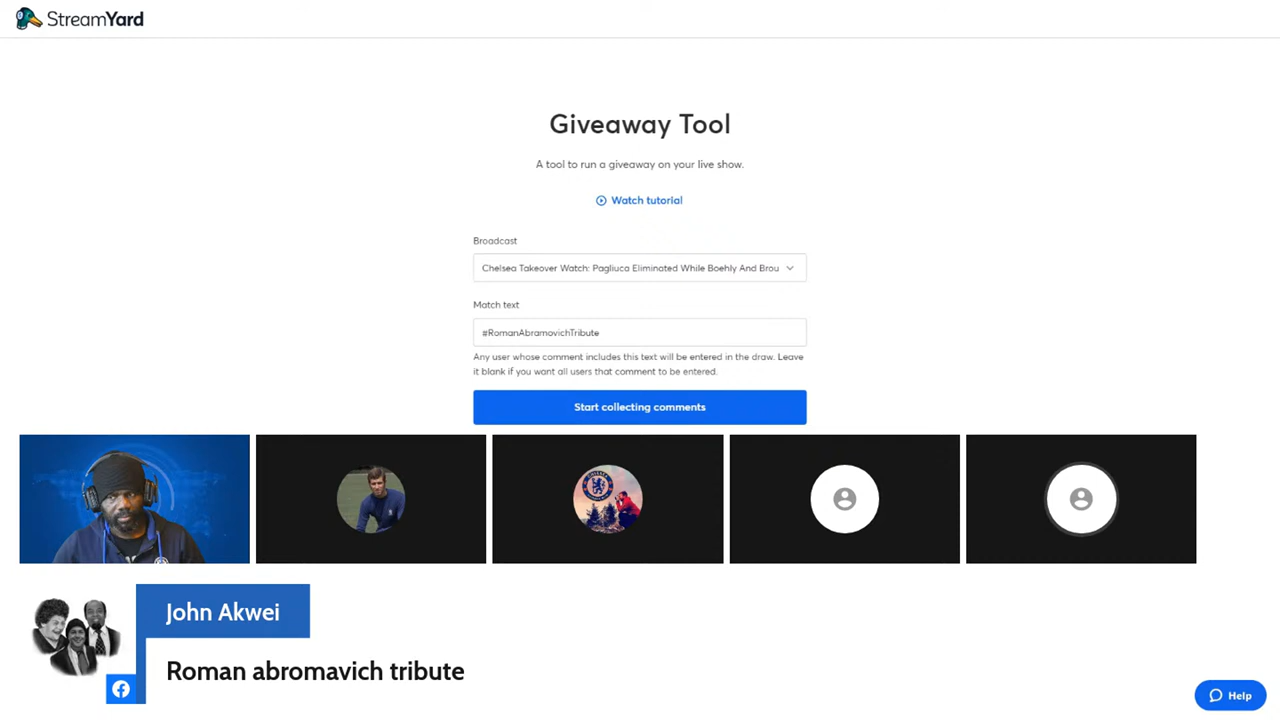 StreamYard
Giveaway Tool
A tool to run a giveaway on your live show.
Watch tutorial
Broadcast
Chelsea Takeover Watch: Pagliuca Eliminated While Boehly And Brou
Match text
#RomanAbramovichTribute
Any user whose comment includes this text will be entered in the draw. Leave
it blank if you want all users that comment to be entered.
Start collecting comments
John Akwei
Roman abromavich tribute
Help